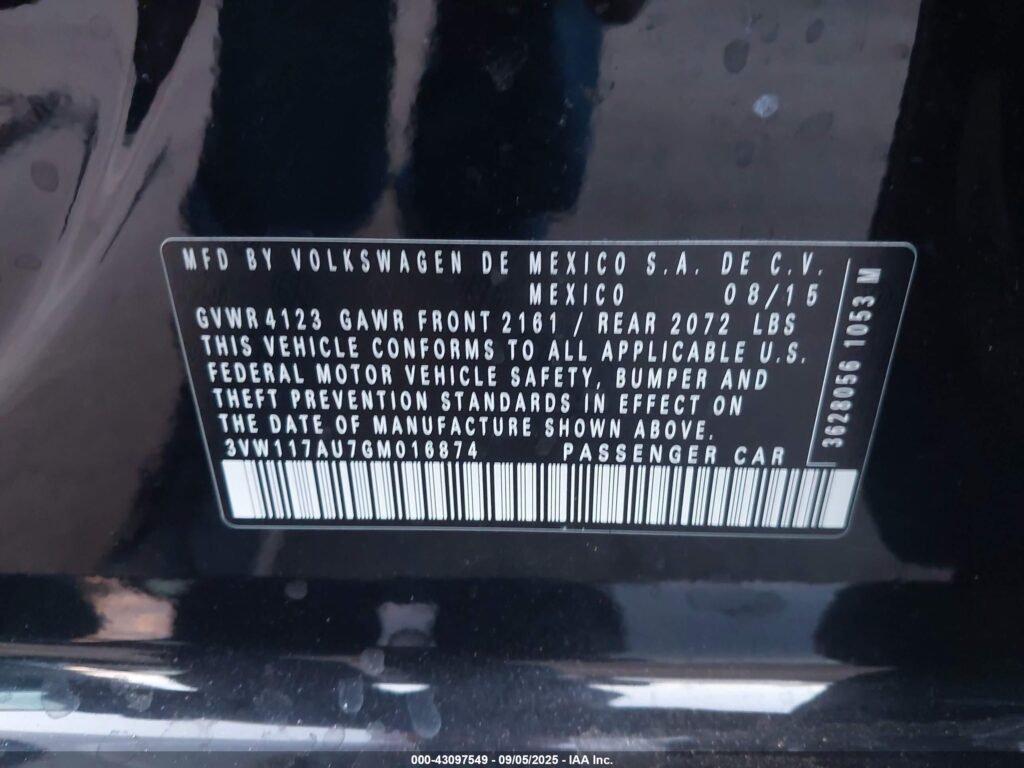 MFD BY VOLKSWAGEN DE MEXICO S.A. DE C.V.
MEXICO 08/15
GVWR 4123 GAWR FRONT 2161 / REAR 2072 LBS
THIS VEHICLE CONFORMS TO ALL APPLICABLE U.S.
FEDERAL MOTOR VEHICLE SAFETY, BUMPER AND
THEFT PREVENTION STANDARDS IN EFFECT ON
THE DATE OF MANUFACTURE SHOWN ABOVE.
3VW117AU7GM016874 PASSENGER CAR
3628056 1053 M
000-43097549 - 09/05/2025 - IAA Inc.